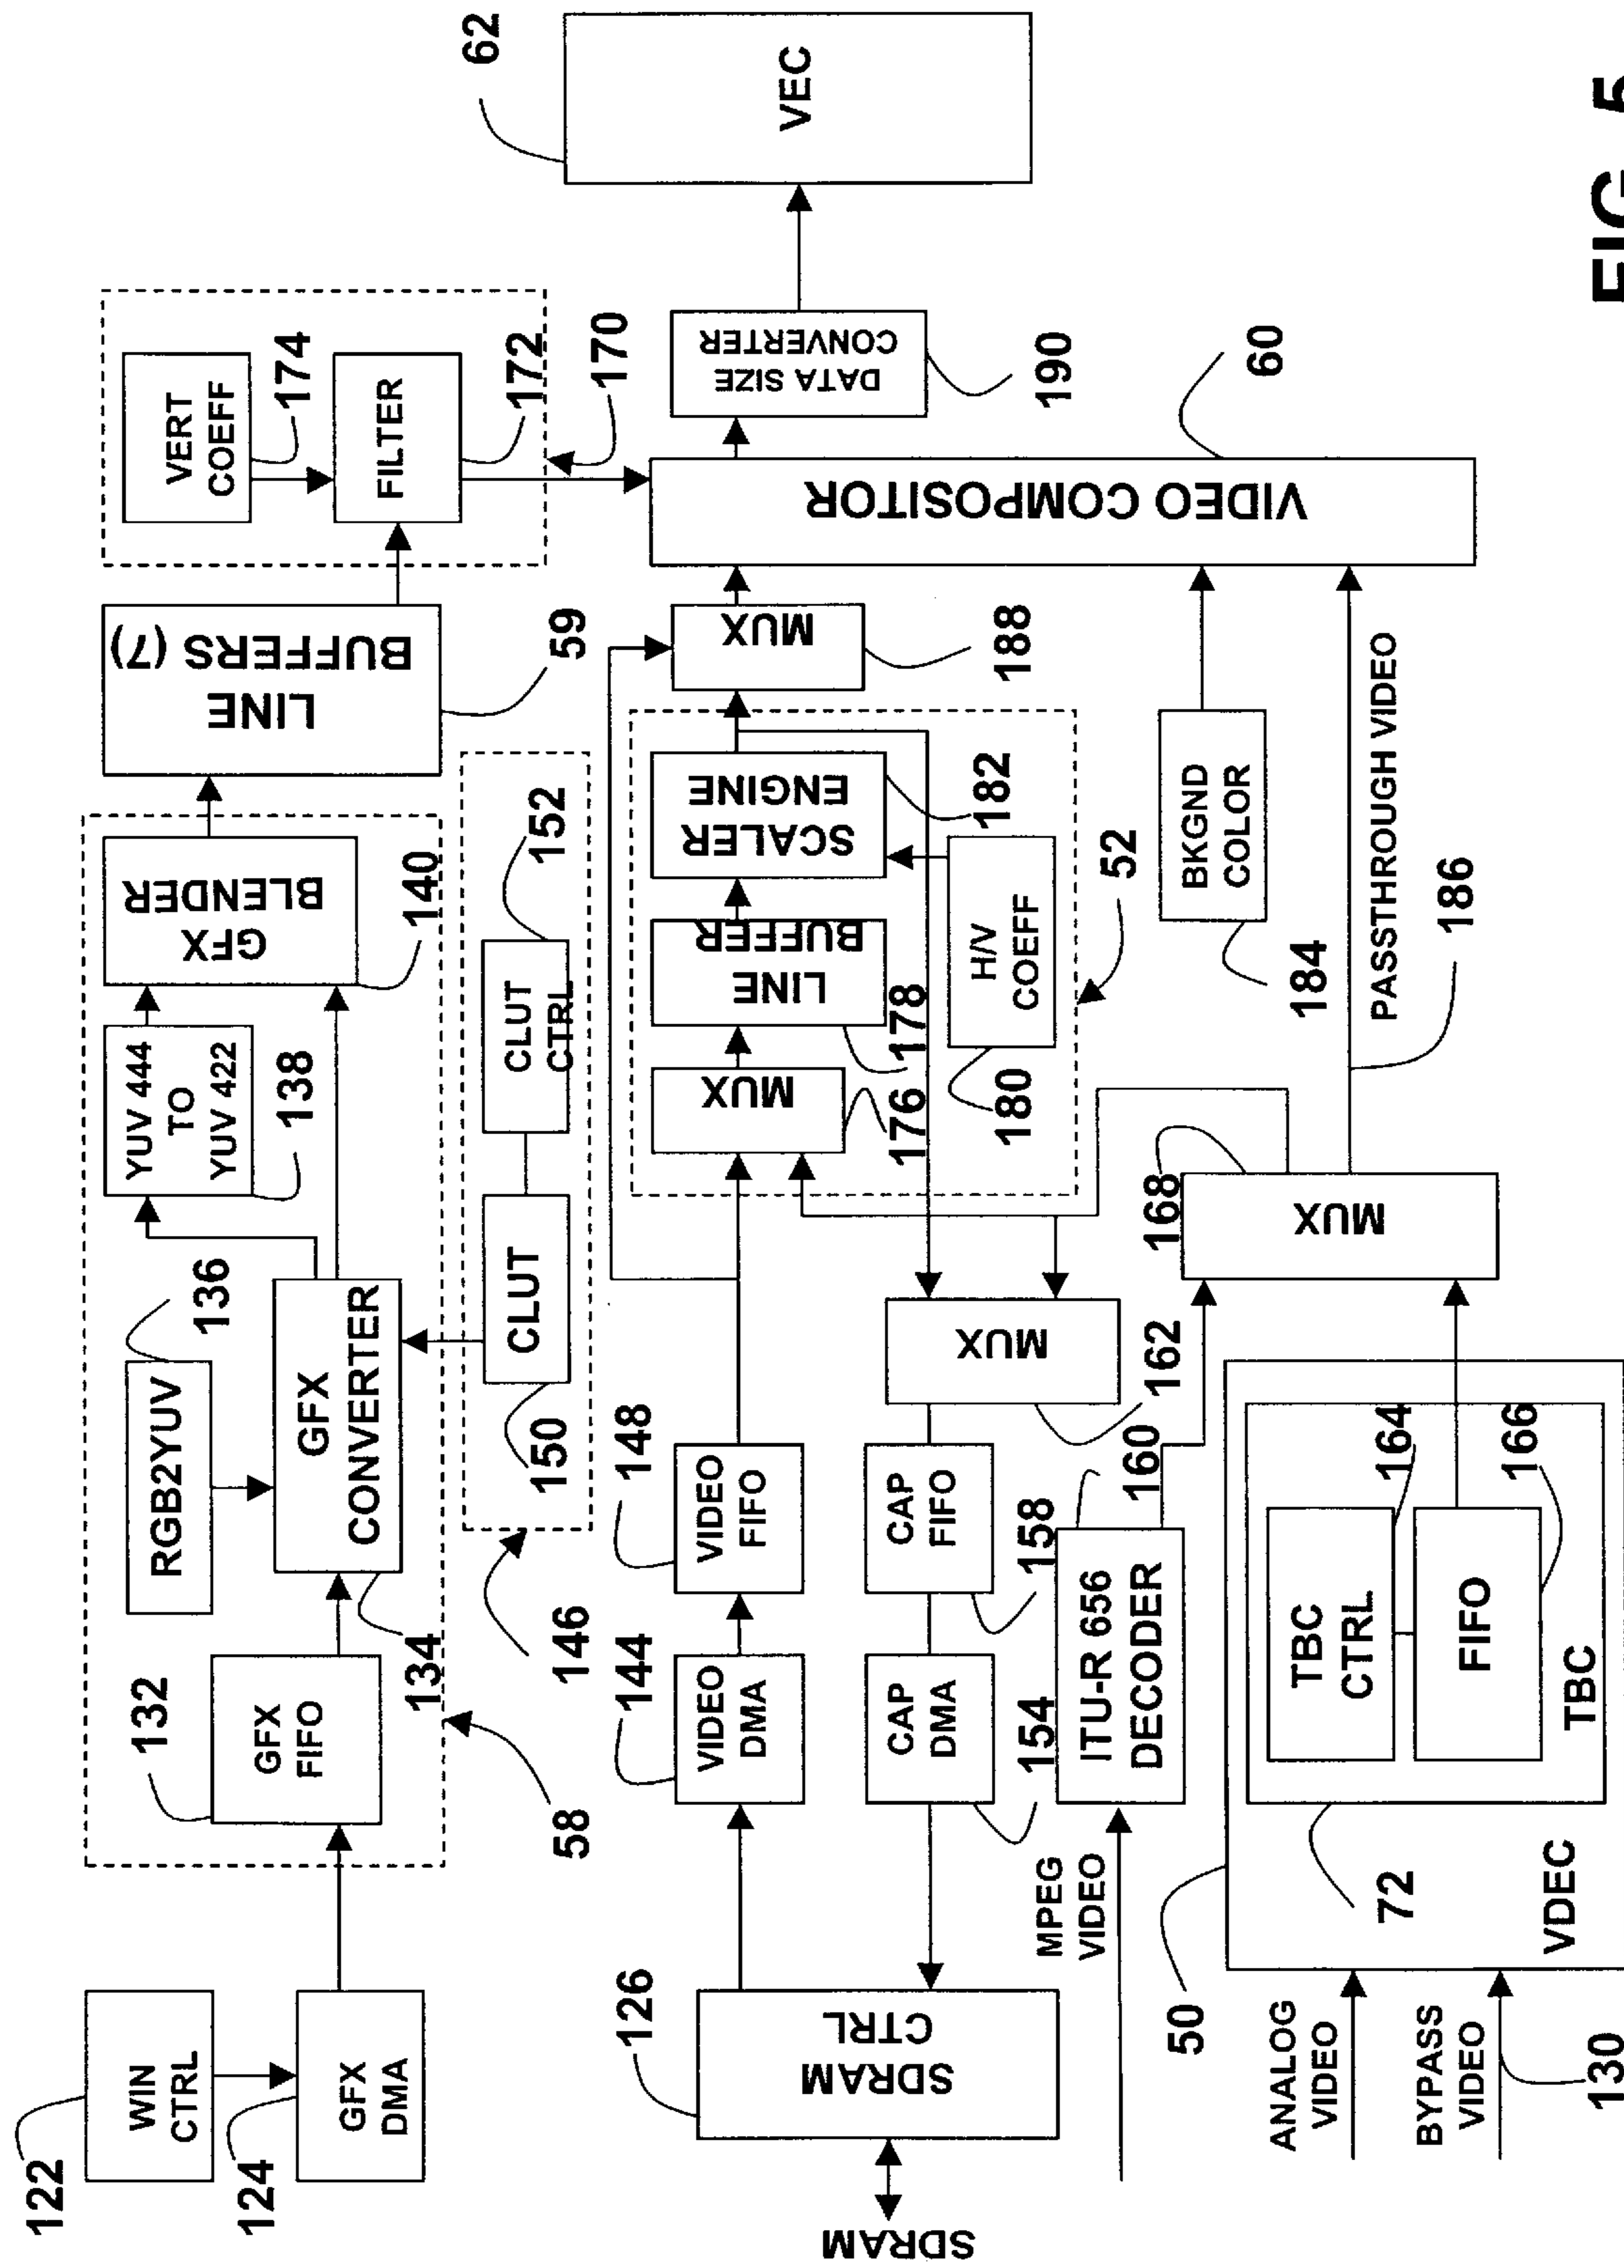 122
WIN
CTRL
124
GFX
DMA
132
GFX
FIFO
134
RGB2YUV
136
GFX
CONVERTER
YUV 444
TO
YUV 422
138
GFX
BLENDER
140
58
LINE
BUFFERS (7)
59
VERT
COEFF
174
FILTER
172
170
146
CLUT
150
CLUT
CTRL
152
SDRAM
SDRAM
CTRL
126
VIDEO
DMA
144
VIDEO
FIFO
148
CAP
DMA
154
CAP
FIFO
158
MUX
162
MUX
176
LINE
BUFFER
178
SCALER
ENGINE
182
H/V
COEFF
180
52
MUX
188
VIDEO COMPOSITOR
60
DATA SIZE
CONVERTER
190
VEC
62
MPEG
VIDEO
ITU-R 656
DECODER
160
MUX
168
BKGND
COLOR
184
PASSTHROUGH VIDEO
186
ANALOG
VIDEO
BYPASS
VIDEO
130
50
VDEC
72
TBC
CTRL
164
FIFO
166
TBC
FIG. 5